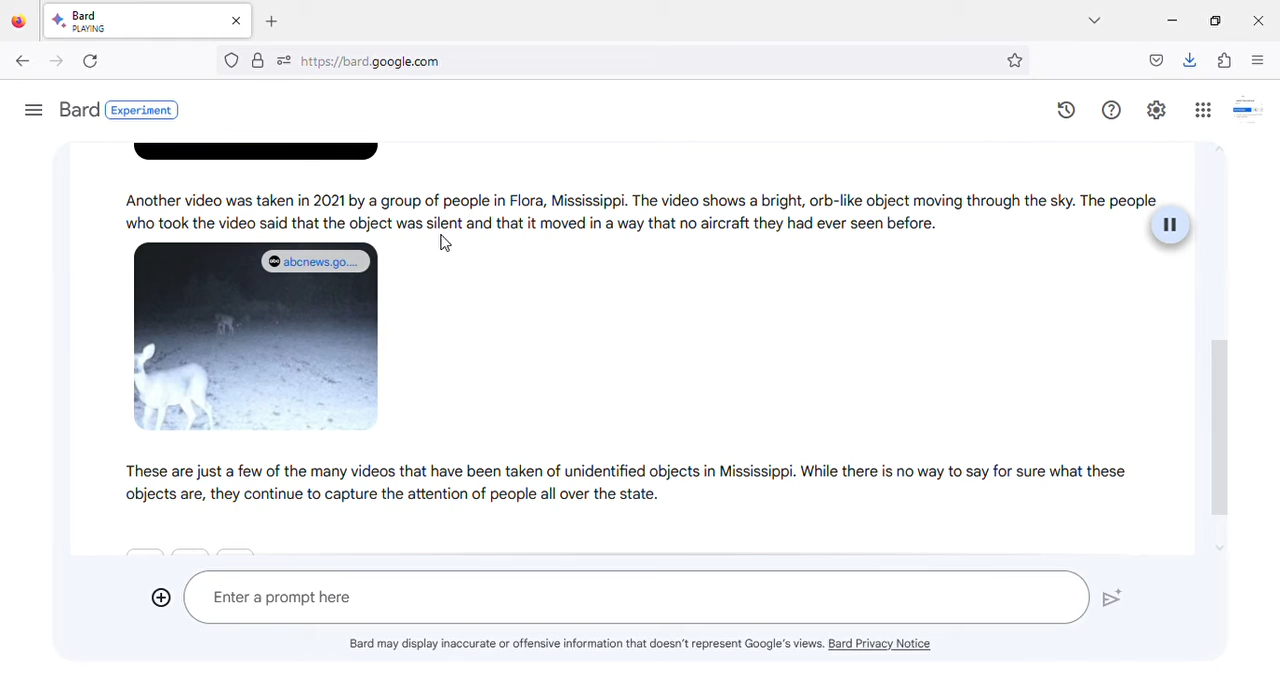 Bard
PLAYING
https://bard.google.com
Bard Experiment
Another video was taken in 2021 by a group of people in Flora, Mississippi. The video shows a bright, orb-like object moving through the sky. The people
who took the video said that the object was silent and that it moved in a way that no aircraft they had ever seen before.
abc abcnews.go....
These are just a few of the many videos that have been taken of unidentified objects in Mississippi. While there is no way to say for sure what these
objects are, they continue to capture the attention of people all over the state.
Enter a prompt here
Bard may display inaccurate or offensive information that doesn't represent Google's views. Bard Privacy Notice